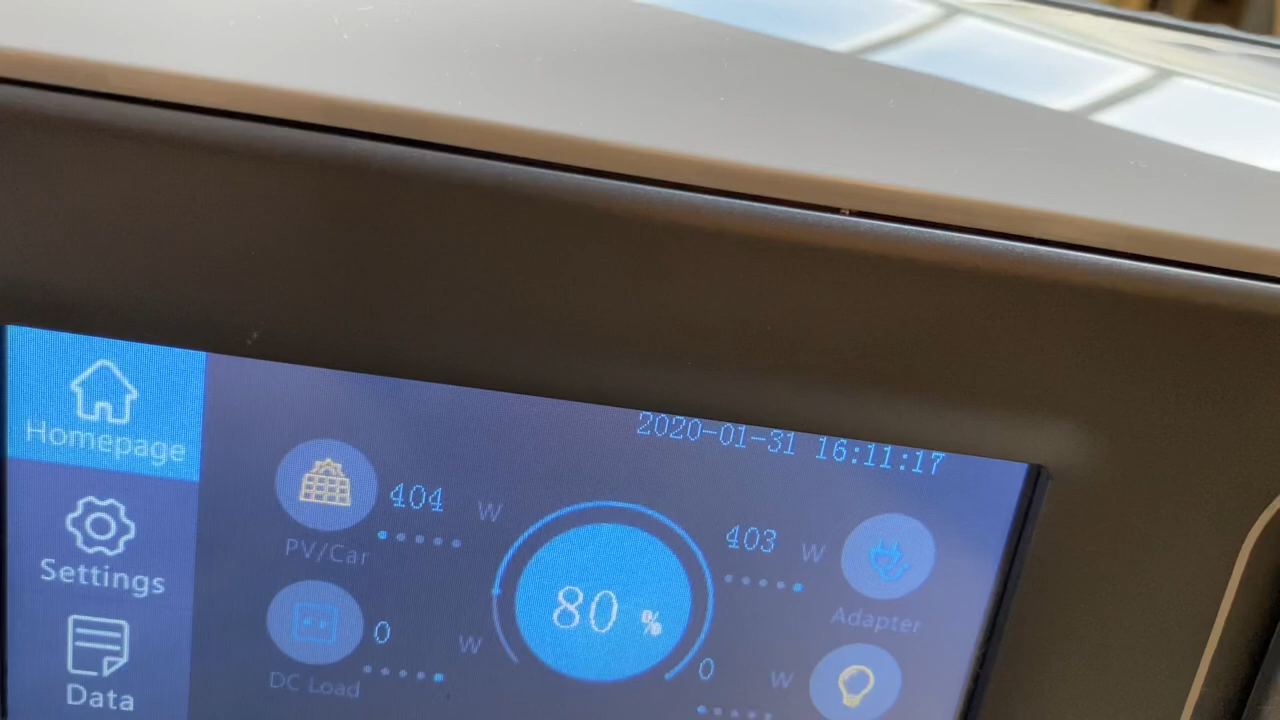 2020-01-31 16:11:17
Homepage
404 W
403 W
PV/Car
Settings
80 %
Adapter
0 W
0 W
DC Load
Data